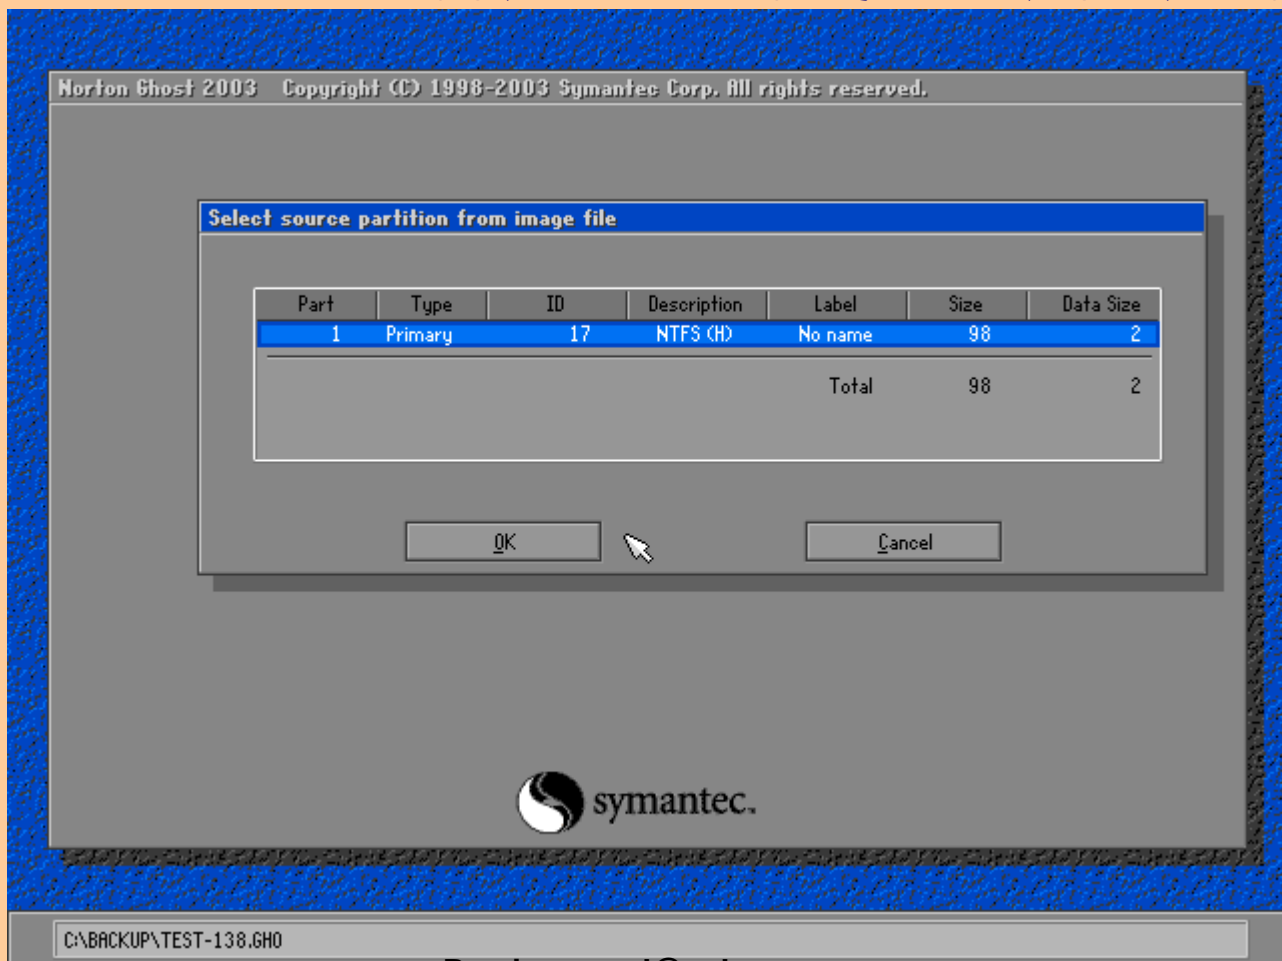 Norton Ghost 2003 Copyright (C) 1998-2003 Symantec Corp. All rights reserved.
Select source partition from image file
Part Type ID Description Label Size Data Size
1 Primary 17 NTFS (H) No name 98 2
Total 98 2
OK Cancel
symantec.
C:\BACKUP\TEST-138.GHO